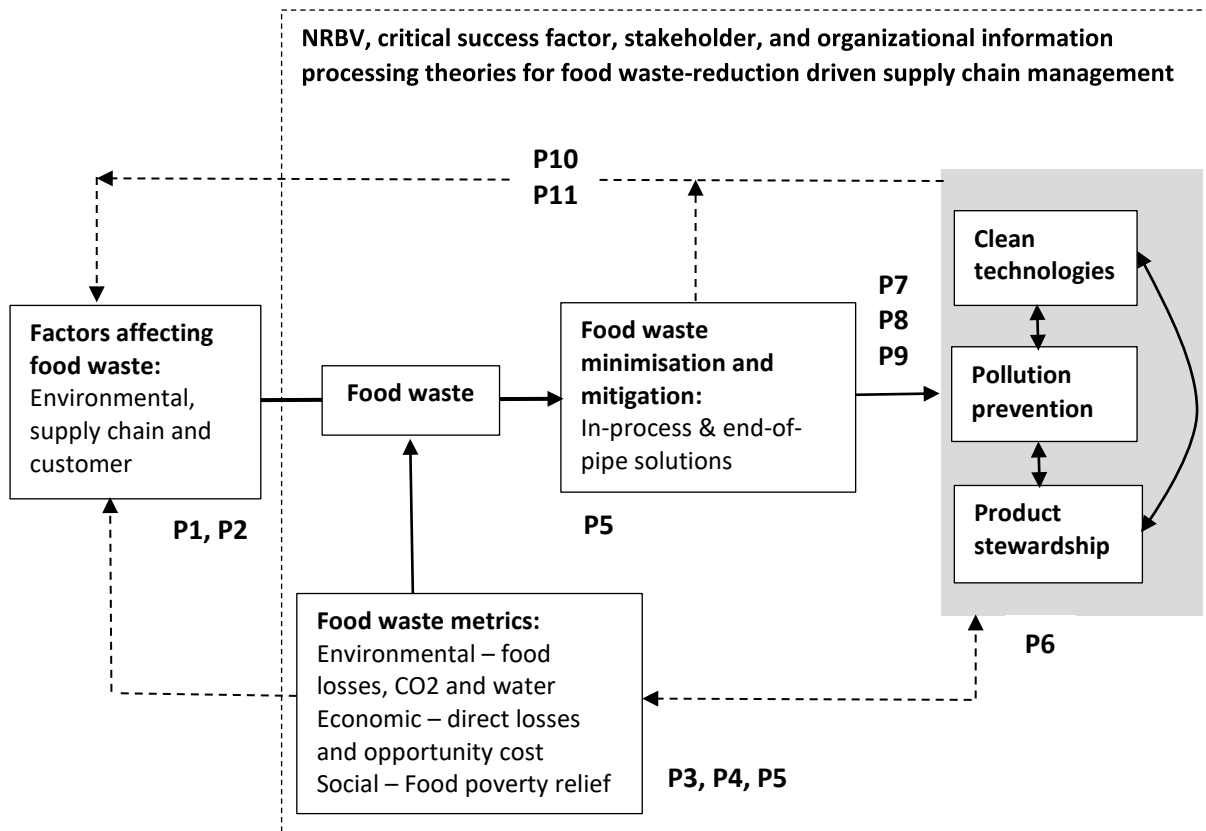 NRBV, critical success factor, stakeholder, and organizational information
processing theories for food waste-reduction driven supply chain management
P10
P11
Clean
technologies
P7
P8
P9
Factors affecting
food waste:
Environmental,
supply chain and
customer
Food waste
Food waste
minimisation and
mitigation:
In-process & end-of-
pipe solutions
Pollution
prevention
Product
stewardship
P1, P2
P5
Food waste metrics:
Environmental – food
losses, CO2 and water
Economic – direct losses
and opportunity cost
Social – Food poverty relief
P6
P3, P4, P5